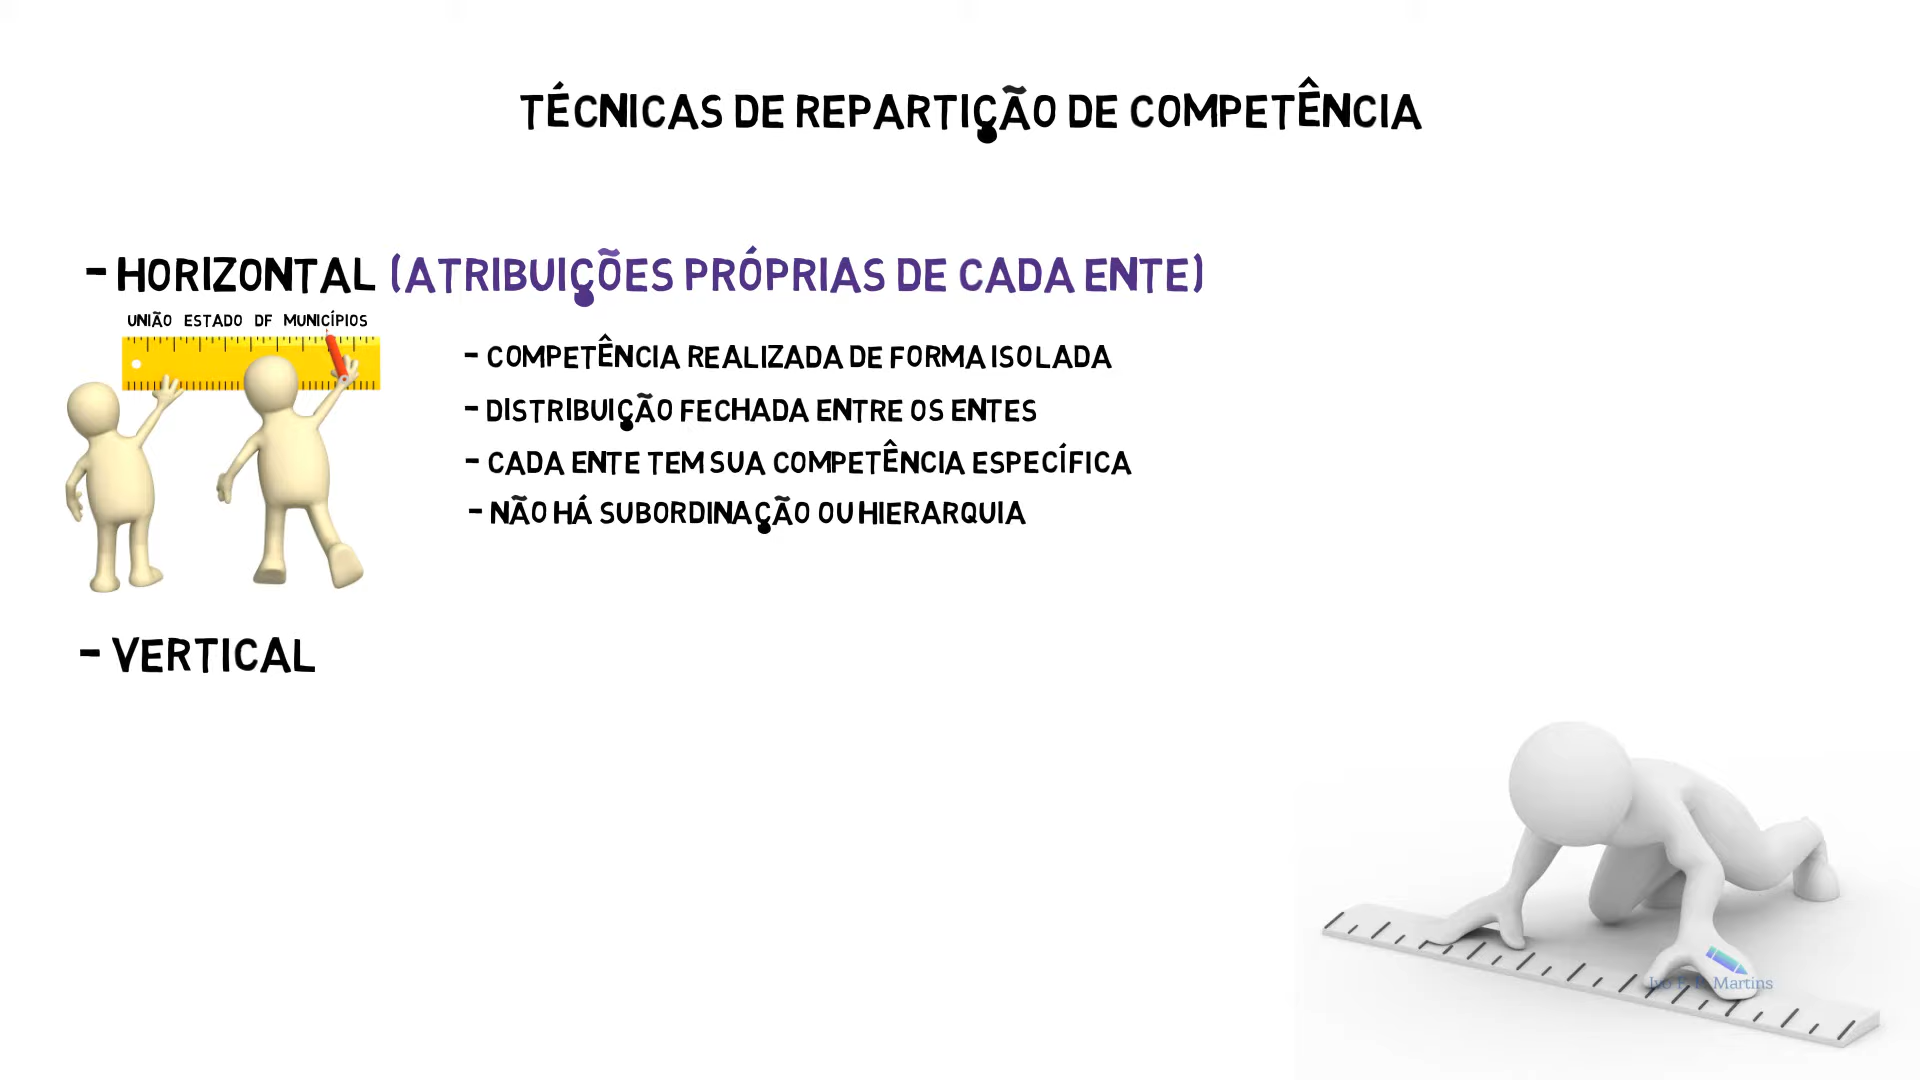 TÉCNICAS DE REPARTIÇÃO DE COMPETÊNCIA
- HORIZONTAL (ATRIBUIÇÕES PRÓPRIAS DE CADA ENTE)
UNIÃO ESTADO DF MUNICÍPIOS
- COMPETÊNCIA REALIZADA DE FORMA ISOLADA
- DISTRIBUIÇÃO FECHADA ENTRE OS ENTES
- CADA ENTE TEM SUA COMPETÊNCIA ESPECÍFICA
- NÃO HÁ SUBORDINAÇÃO OU HIERARQUIA
- VERTICAL
Martins